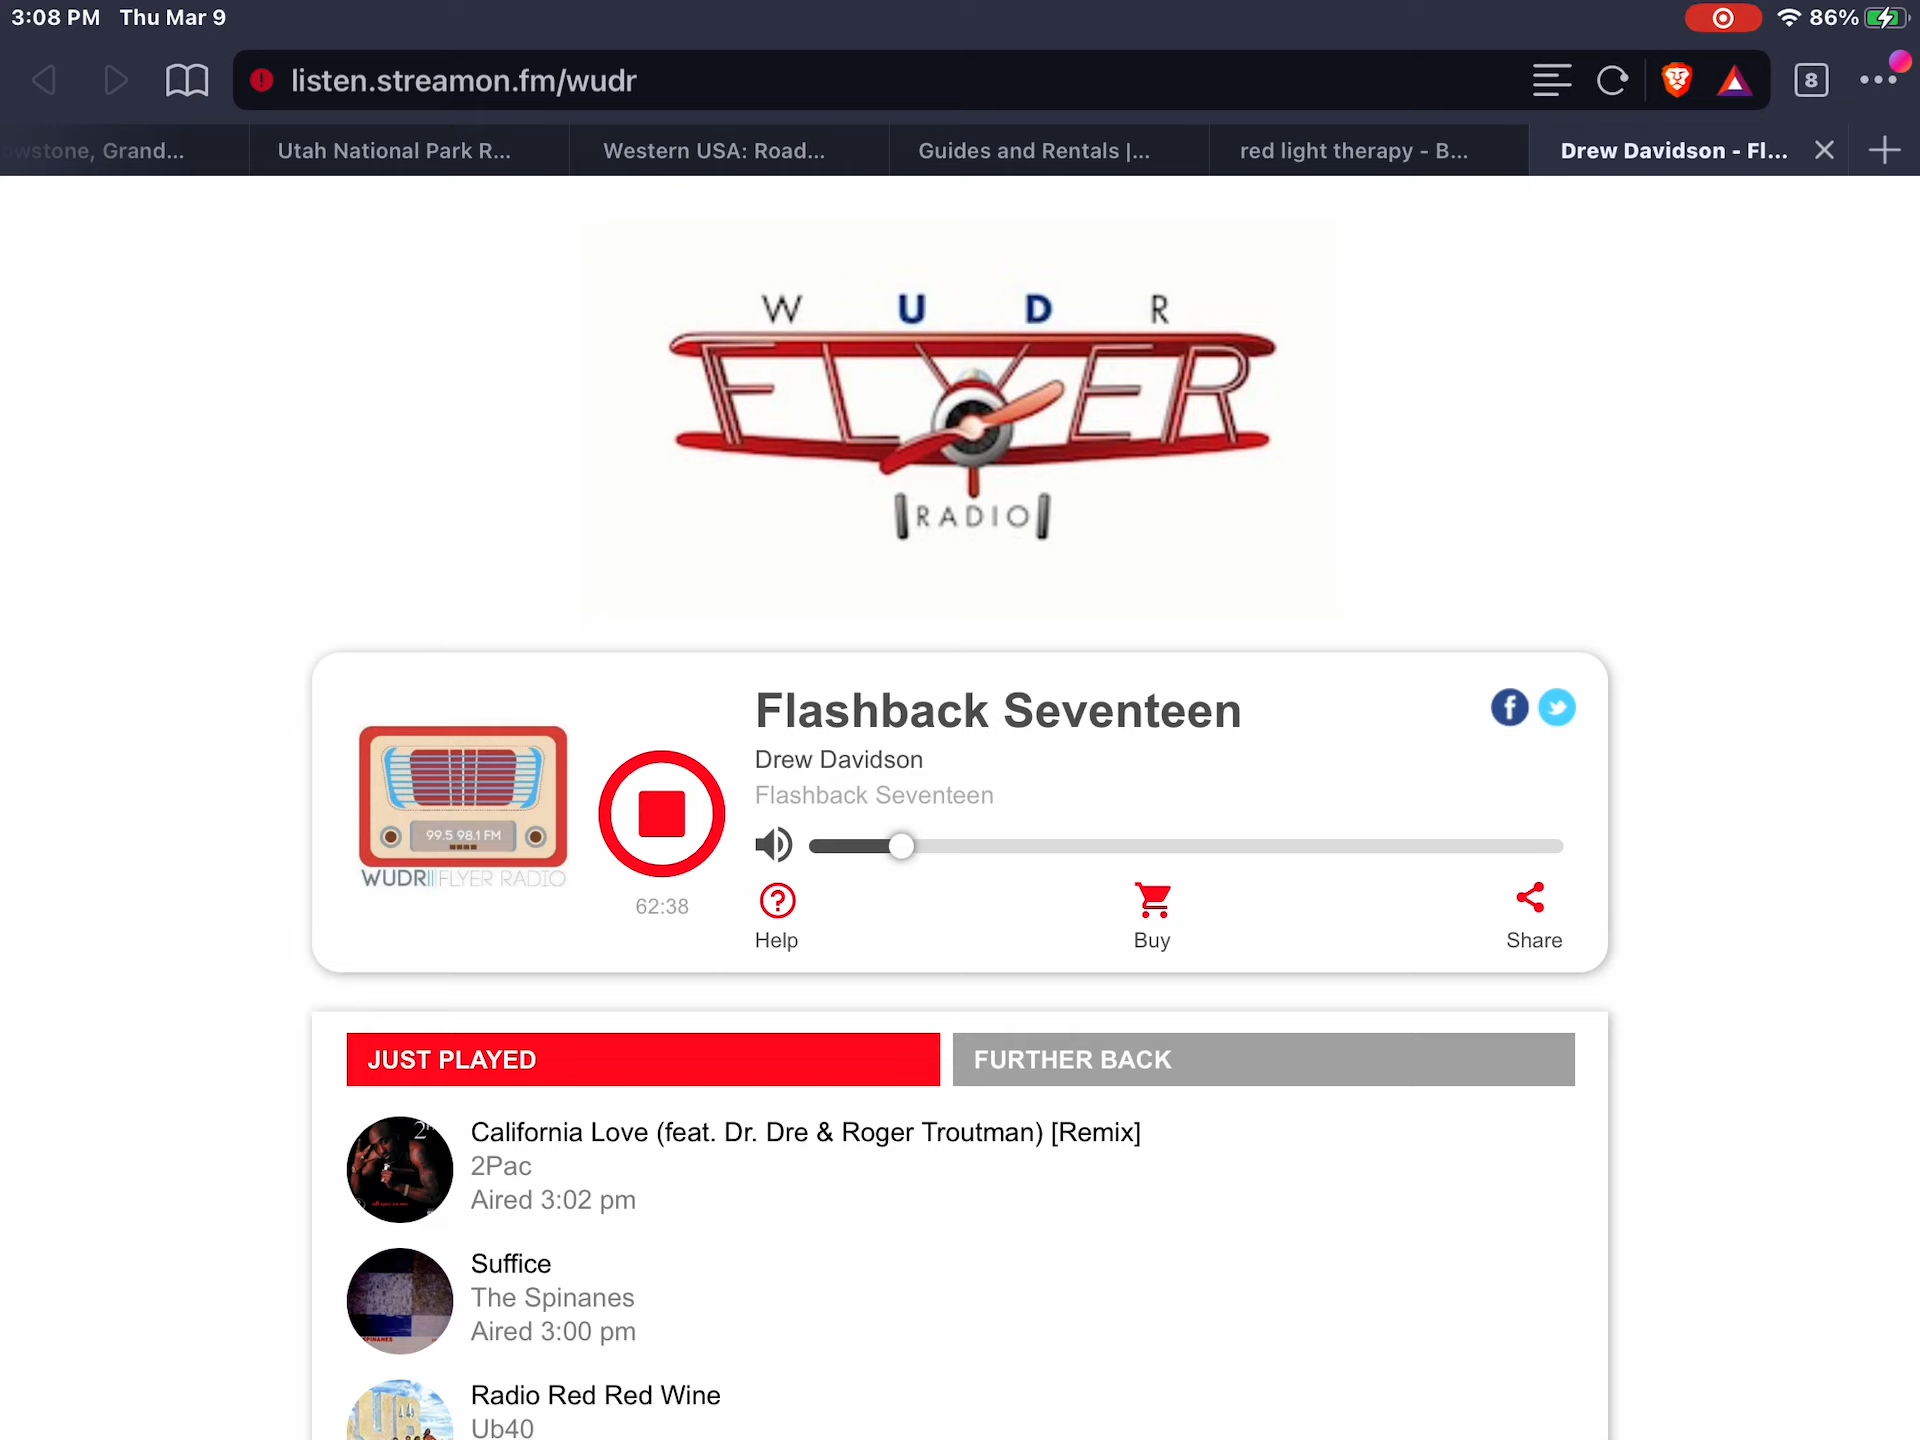 3:08 PM Thu Mar 9
86%
listen.streamon.fm/wudr
8
wstone, Grand...
Utah National Park R...
Western USA: Road...
Guides and Rentals |...
red light therapy - B...
Drew Davidson - Fl...
W U D R
FLYER
RADIO
Flashback Seventeen
Drew Davidson
Flashback Seventeen
99.5 98.1 FM
WUDR FLYER RADIO
62:38
Help
Buy
Share
JUST PLAYED
FURTHER BACK
California Love (feat. Dr. Dre & Roger Troutman) [Remix]
2Pac
Aired 3:02 pm
Suffice
The Spinanes
Aired 3:00 pm
SPINANES
Radio Red Red Wine
Ub40
UB